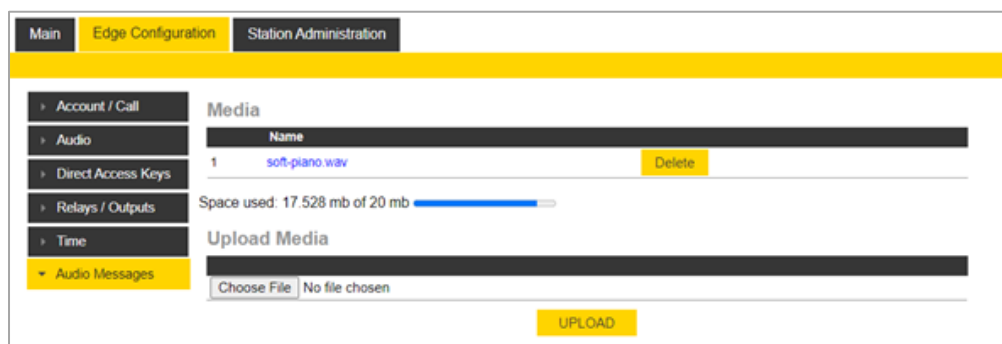 Main Edge Configuration Station Administration
Account / Call
Audio
Direct Access Keys
Relays / Outputs
Time
Audio Messages
Media
Name
1 soft-piano.wav Delete
Space used: 17.528 mb of 20 mb
Upload Media
Choose File No file chosen
UPLOAD